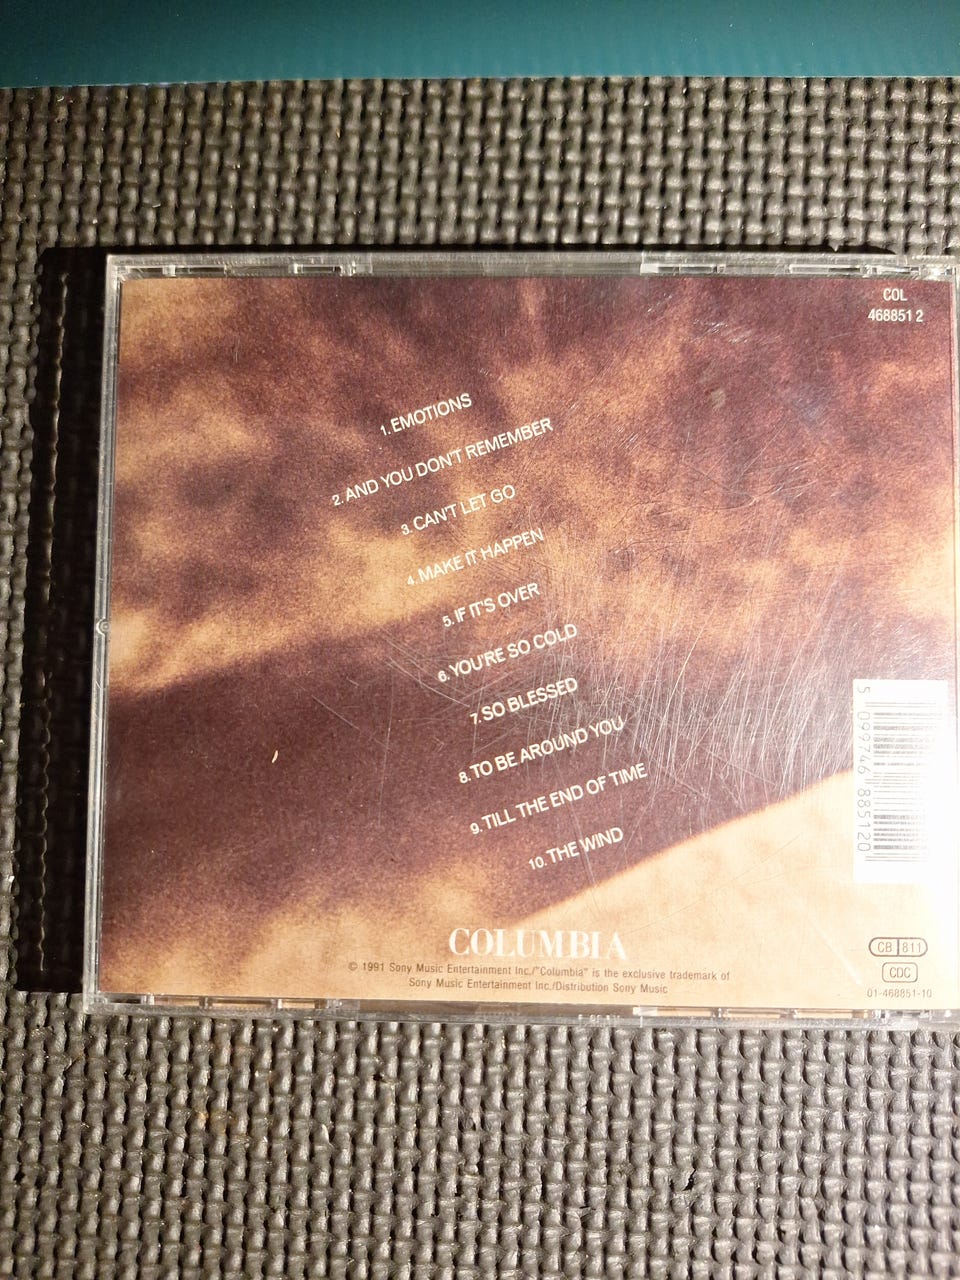 COL
468851 2
1. EMOTIONS
2. AND YOU DON'T REMEMBER
3. CAN'T LET GO
4. MAKE IT HAPPEN
5. IF IT'S OVER
6. YOU'RE SO COLD
7. SO BLESSED
8. TO BE AROUND YOU
9. TILL THE END OF TIME
10. THE WIND
5 099746 885120
COLUMBIA
© 1991 Sony Music Entertainment Inc./"Columbia" is the exclusive trademark of
Sony Music Entertainment Inc./Distribution Sony Music
CB 811
CDC
01-468851-10